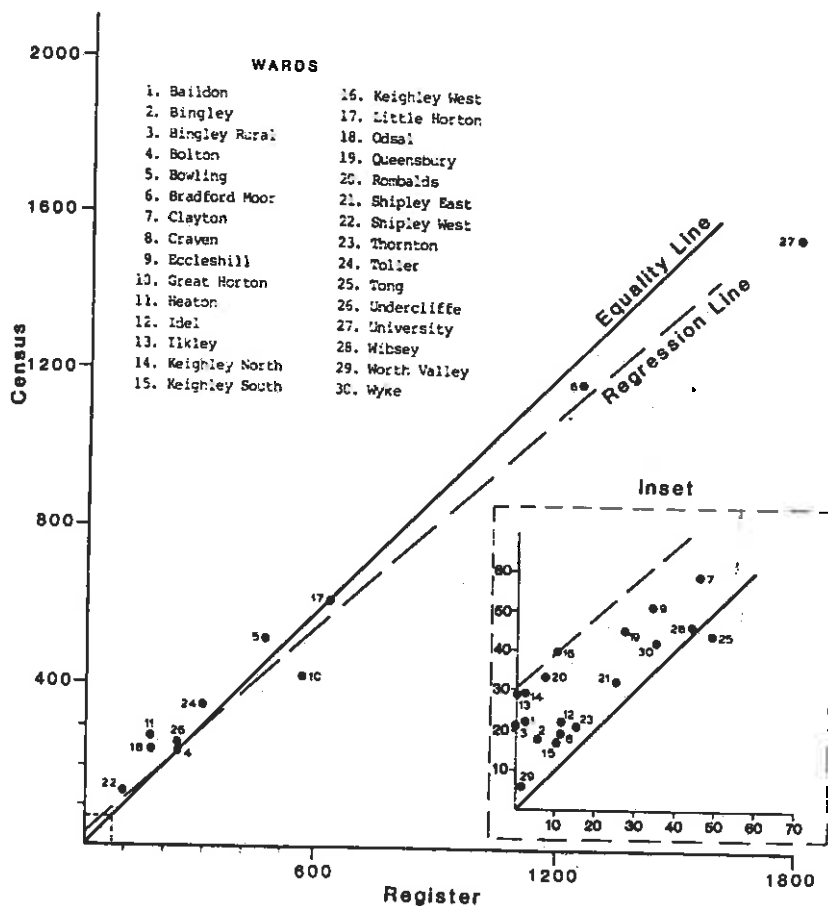 2000
1600
1200
800
400
Census
WARDS
1. Baildon
2. Bingley
3. Bingley Rural
4. Bolton
5. Bowling
6. Bradford Moor
7. Clayton
8. Craven
9. Eccleshill
10. Great Horton
11. Heaton
12. Idel
13. Ilkley
14. Keighley North
15. Keighley South
16. Keighley West
17. Little Horton
18. Odsal
19. Queensbury
20. Rombalds
21. Shipley East
22. Shipley West
23. Thornton
24. Toller
25. Tong
26. Undercliffe
27. University
28. Wibsey
29. Worth Valley
30. Wyke
Equality Line
Regression Line
27
6
17
5
10
24
11
18
26
4
22
600
1200
1800
Register
Inset
60
50
40
30
20
10
7
9
19
28
25
30
16
20
21
14
13
1
3
2
12
23
15
6
29
10
20
30
40
50
60
70